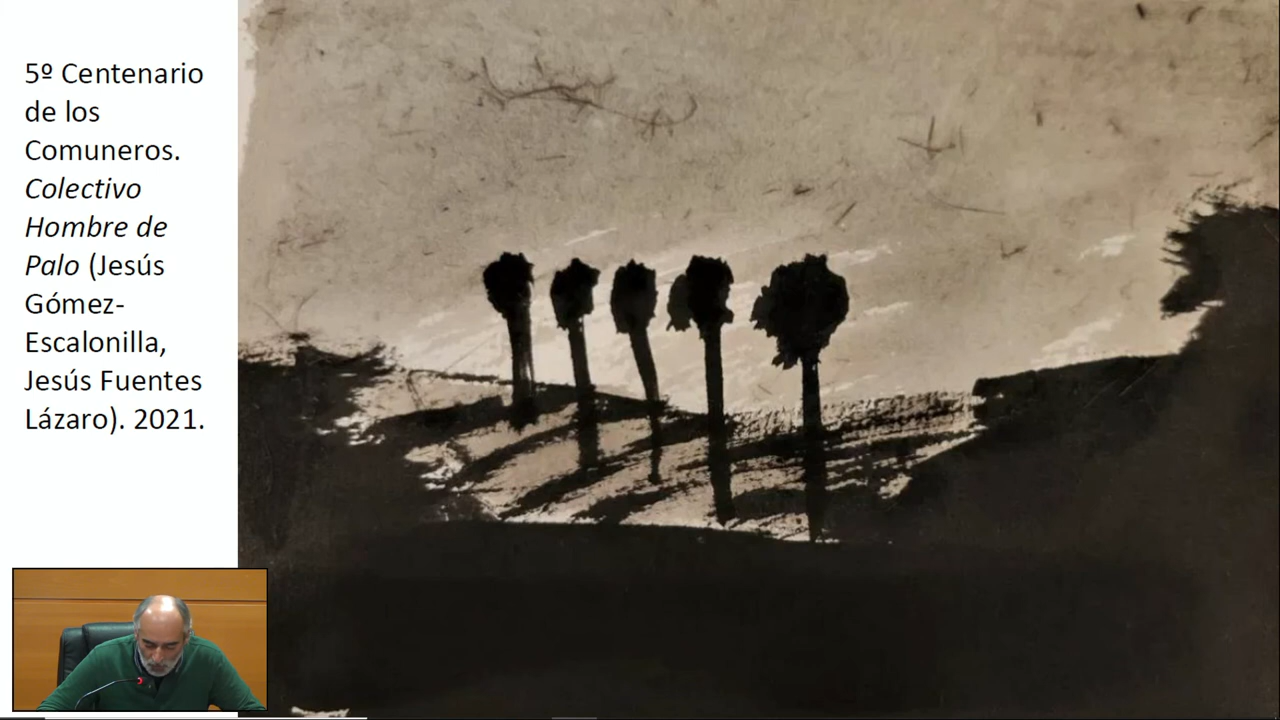 5º Centenario
de los
Comuneros.
Colectivo
Hombre de
Palo (Jesús
Gómez-
Escalonilla,
Jesús Fuentes
Lázaro). 2021.